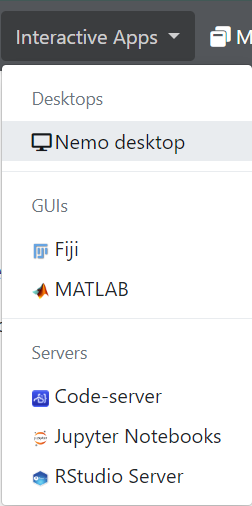 Interactive Apps
M
Desktops
Nemo desktop
GUIs
Fiji
MATLAB
Servers
Code-server
Jupyter Notebooks
RStudio Server